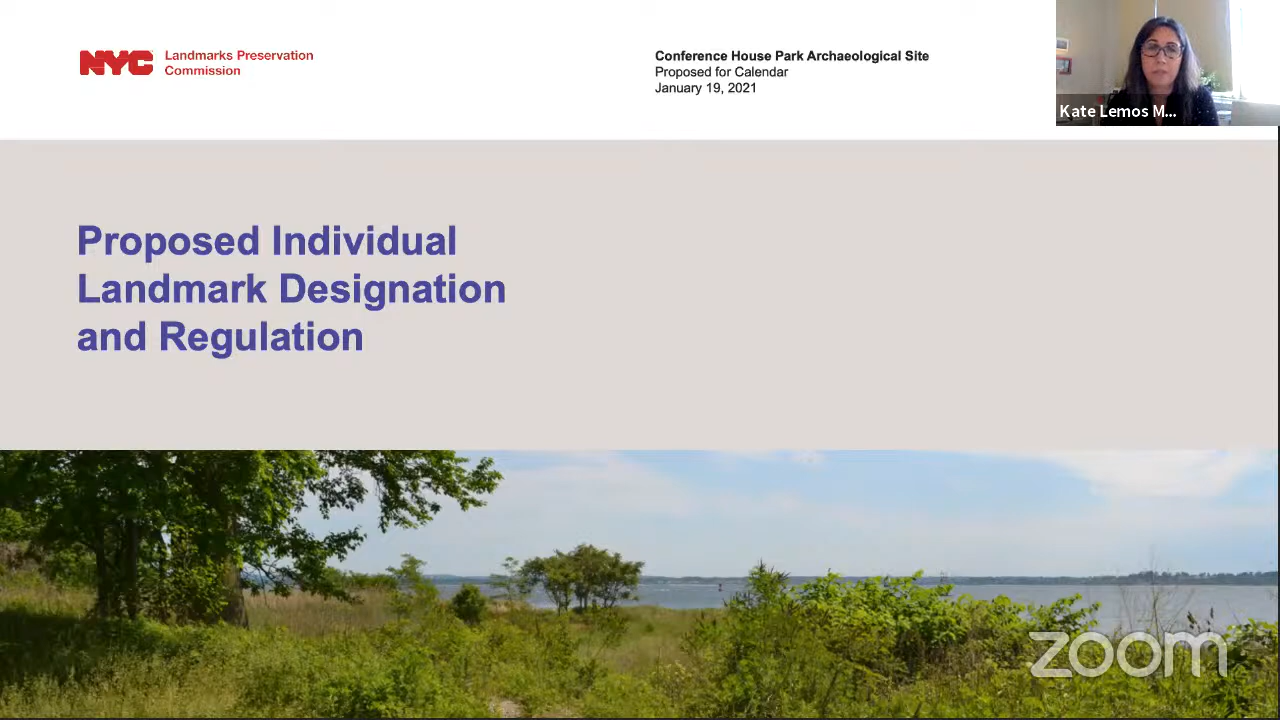 NYC
Landmarks Preservation
Commission
Conference House Park Archaeological Site
Proposed for Calendar
January 19, 2021
Kate Lemos M...
Proposed Individual
Landmark Designation
and Regulation
zoom